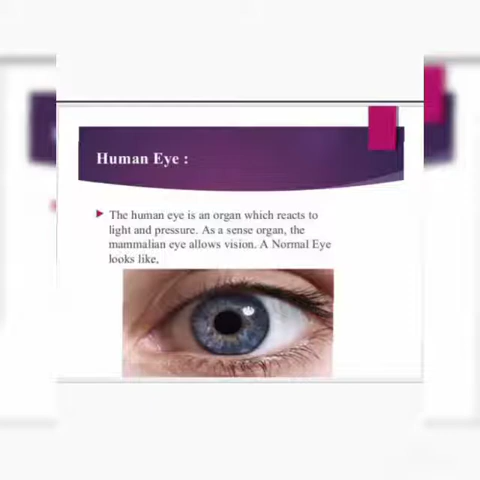 Human Eye :
The human eye is an organ which reacts to
light and pressure. As a sense organ, the
mammalian eye allows vision. A Normal Eye
looks like,